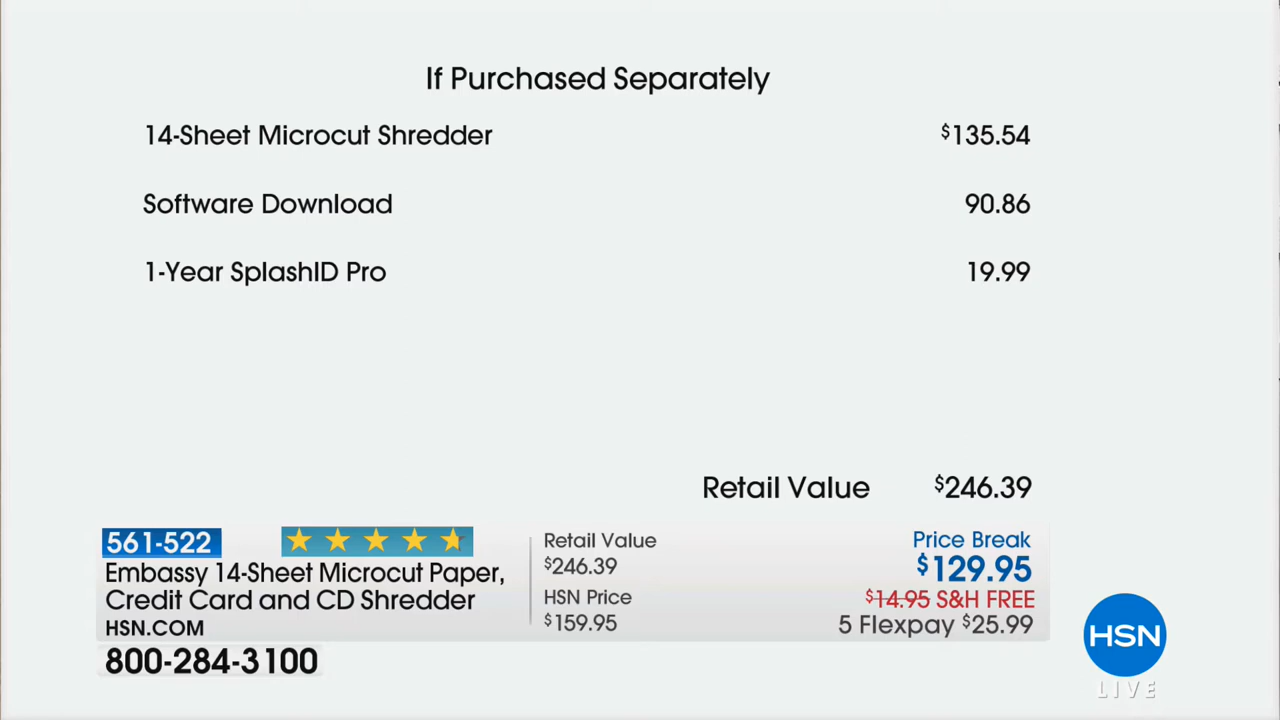 If Purchased Separately
14-Sheet Microcut Shredder $135.54
Software Download 90.86
1-Year SplashID Pro 19.99
Retail Value $246.39
561-522
Embassy 14-Sheet Microcut Paper,
Credit Card and CD Shredder
HSN.COM
800-284-3100
Retail Value
$246.39
HSN Price
$159.95
Price Break
$129.95
$14.95 S&H FREE
5 Flexpay $25.99
HSN
LIVE